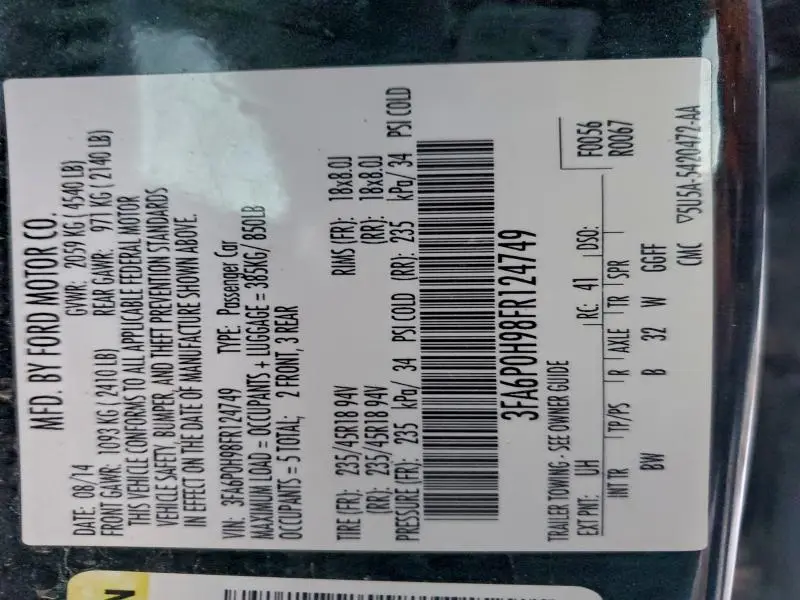 MFD. BY FORD MOTOR CO.
DATE: 08/14 GVWR: 2059 KG ( 4540 LB)
FRONT GAWR: 1093 KG ( 2410 LB) REAR GAWR: 971 KG ( 2140 LB)
THIS VEHICLE CONFORMS TO ALL APPLICABLE FEDERAL MOTOR
VEHICLE SAFETY, BUMPER, AND THEFT PREVENTION STANDARDS
IN EFFECT ON THE DATE OF MANUFACTURE SHOWN ABOVE.
VIN: 3FA6P0H98FR124749 TYPE: Passenger Car
MAXIMUM LOAD = OCCUPANTS + LUGGAGE = 385KG/ 850LB
OCCUPANTS = 5 TOTAL; 2 FRONT, 3 REAR
TIRE (FR): 235/45R18 94V RIMS (FR): 18x8.0J
(RR): 235/45R18 94V (RR): 18x8.0J
PRESSURE (FR): 235 kPa/ 34 PSI COLD (RR): 235 kPa/ 34 PSI COLD
3FA6P0H98FR124749
TRAILER TOWING - SEE OWNER GUIDE
F0056
R0067
EXT PNT: UH RC: 41 DSO:
INT TR TP/PS R AXLE TR SPR
BW B 32 W GGFF
CMC 5U5A-5420472-AA
N